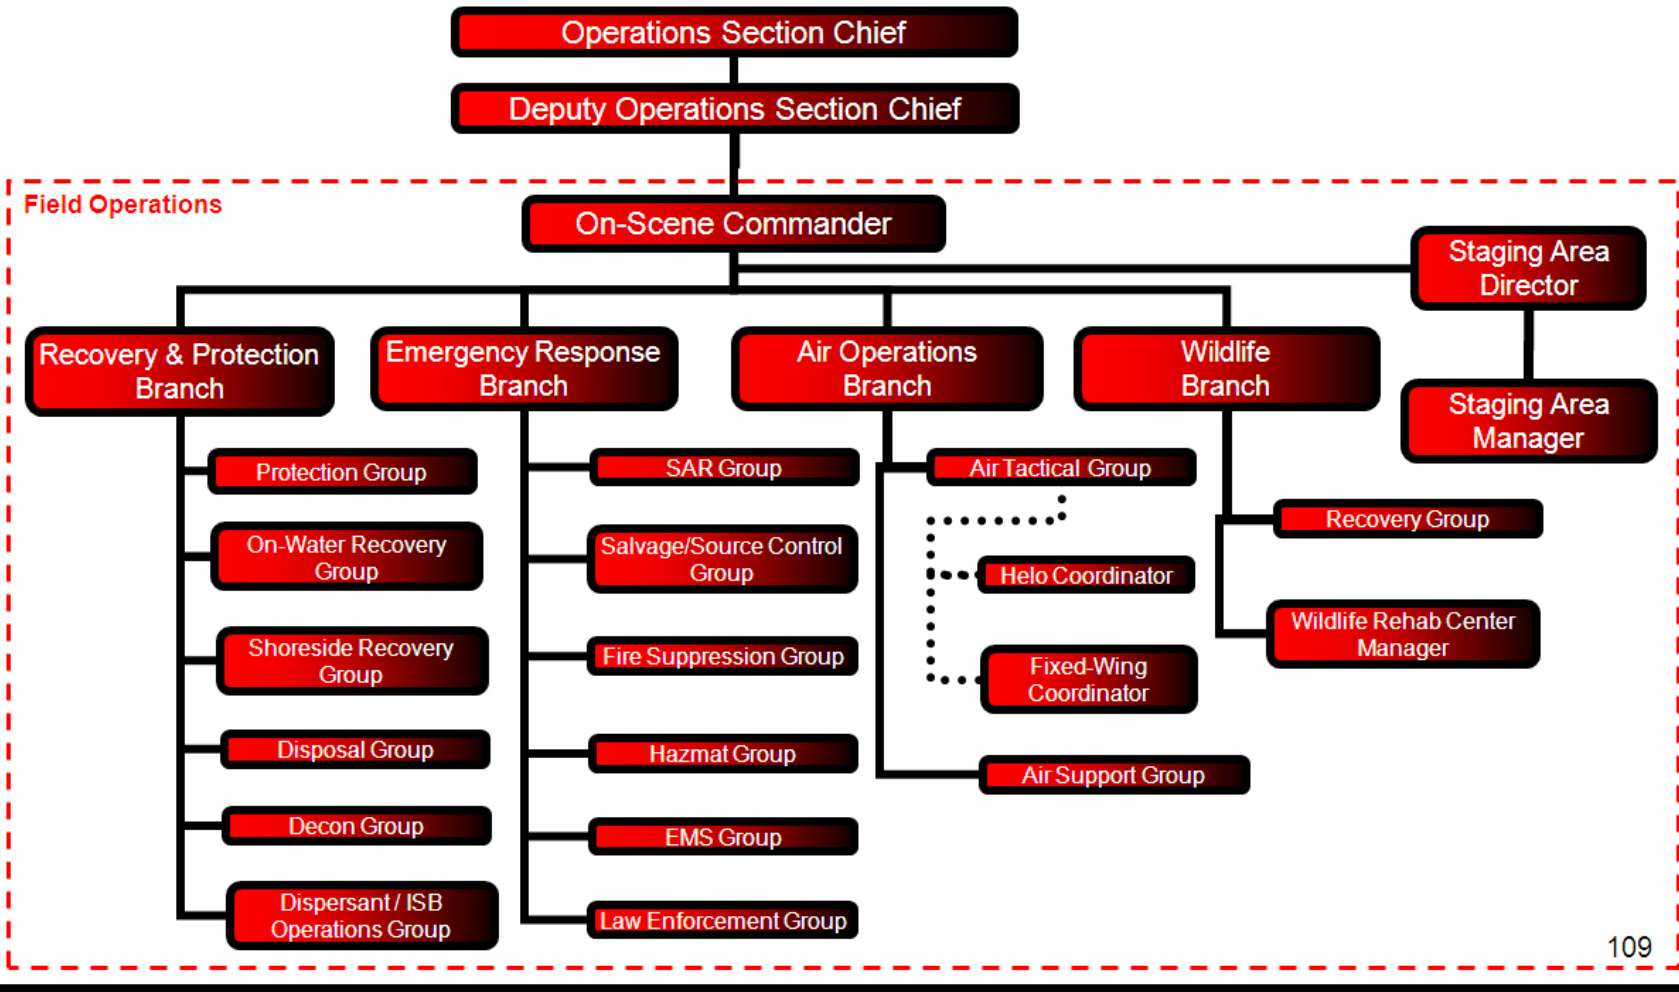 Operations Section Chief
Deputy Operations Section Chief
Field Operations
On-Scene Commander
Staging Area
Director
Staging Area
Manager
Recovery & Protection
Branch
Protection Group
On-Water Recovery
Group
Shoreside Recovery
Group
Disposal Group
Decon Group
Dispersant / ISB
Operations Group
Emergency Response
Branch
SAR Group
Salvage/Source Control
Group
Fire Suppression Group
Hazmat Group
EMS Group
Law Enforcement Group
Air Operations
Branch
Air Tactical Group
Helo Coordinator
Fixed-Wing
Coordinator
Air Support Group
Wildlife
Branch
Recovery Group
Wildlife Rehab Center
Manager
109